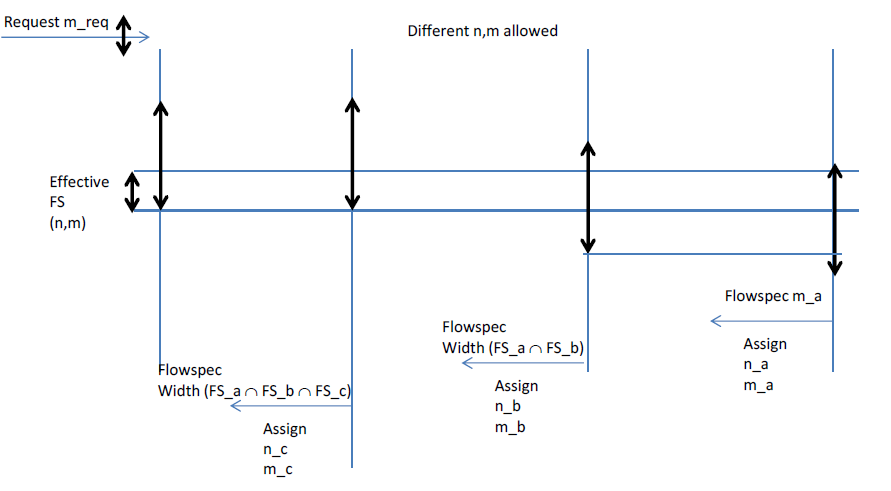 Request m_req
Different n,m allowed
Effective
FS
(n,m)
Flowspec m_a
Assign
n_a
m_a
Flowspec
Width (FS_a ∩ FS_b)
Assign
n_b
m_b
Flowspec
Width (FS_a ∩ FS_b ∩ FS_c)
Assign
n_c
m_c